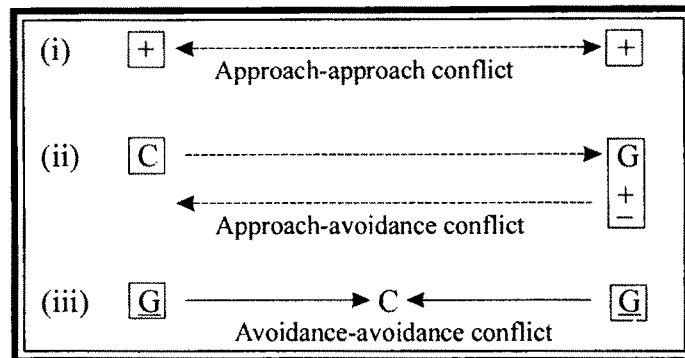 (i) + +
Approach-approach conflict
(ii) C G
+
−
Approach-avoidance conflict
(iii) G C G
Avoidance-avoidance conflict